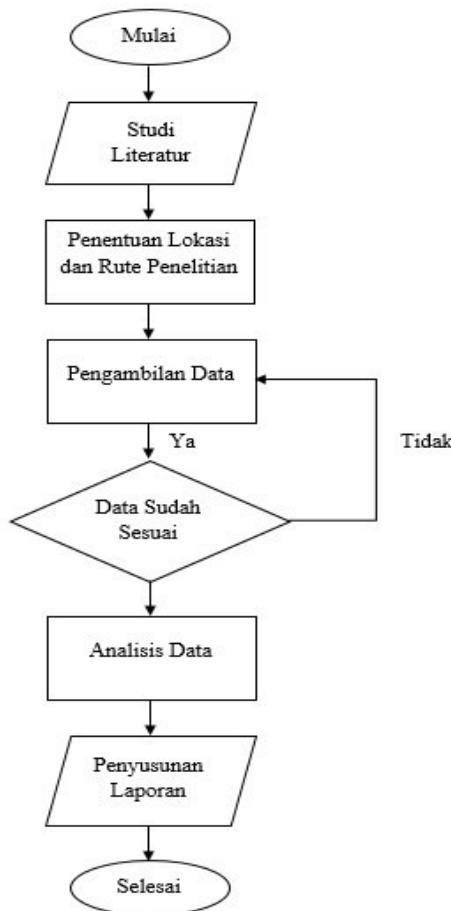 Mulai
Studi
Literatur
Penentuan Lokasi
dan Rute Penelitian
Pengambilan Data
Ya
Tidak
Data Sudah
Sesuai
Analisis Data
Penyusunan
Laporan
Selesai